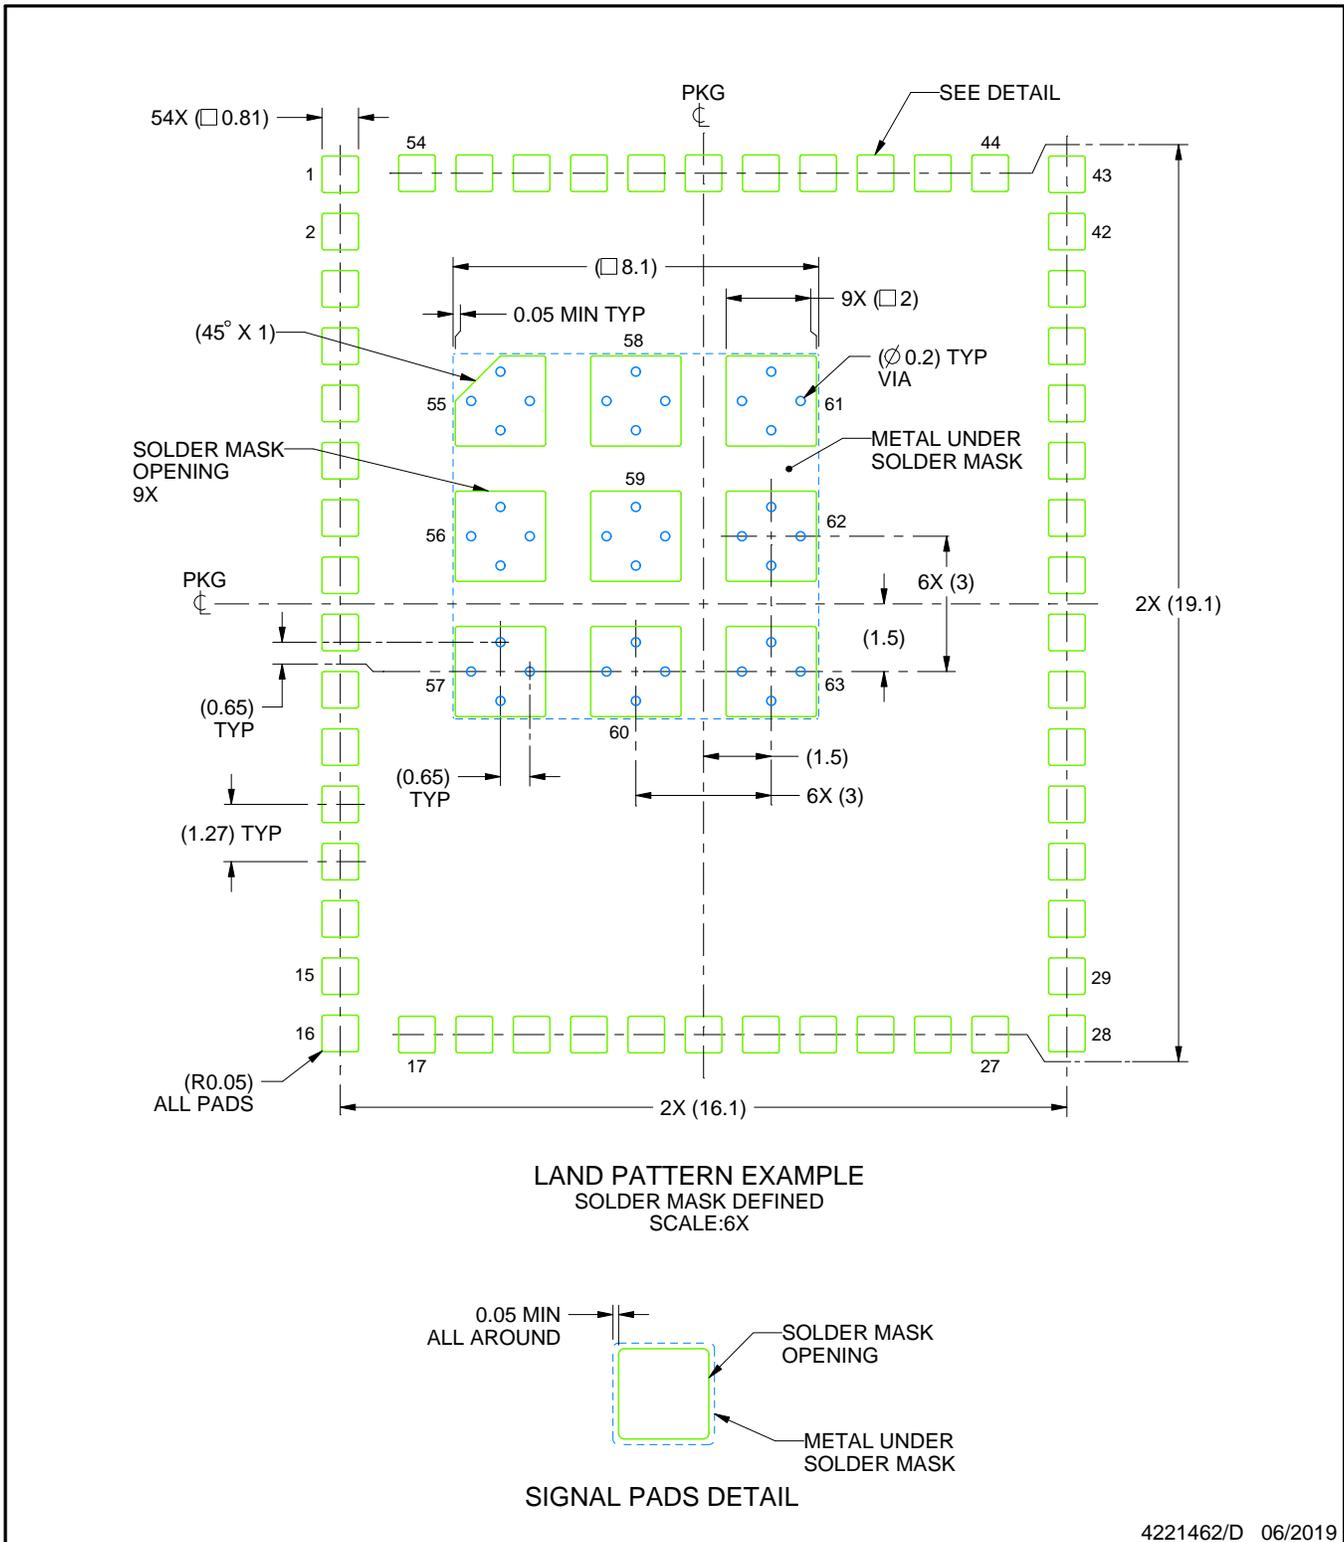 PKG
℄
SEE DETAIL
54X (□ 0.81)
54
44
1
43
2
42
(□ 8.1)
0.05 MIN TYP
9X (□ 2)
(45° X 1)
58
(Ø 0.2) TYP
VIA
55
61
SOLDER MASK
OPENING
9X
METAL UNDER
SOLDER MASK
59
56
62
PKG
℄
6X (3)
2X (19.1)
(1.5)
57
63
(0.65)
TYP
60
(1.5)
(0.65)
TYP
6X (3)
(1.27) TYP
15
29
16
28
17
27
(R0.05)
ALL PADS
2X (16.1)
LAND PATTERN EXAMPLE
SOLDER MASK DEFINED
SCALE:6X
0.05 MIN
ALL AROUND
SOLDER MASK
OPENING
METAL UNDER
SOLDER MASK
SIGNAL PADS DETAIL
4221462/D 06/2019